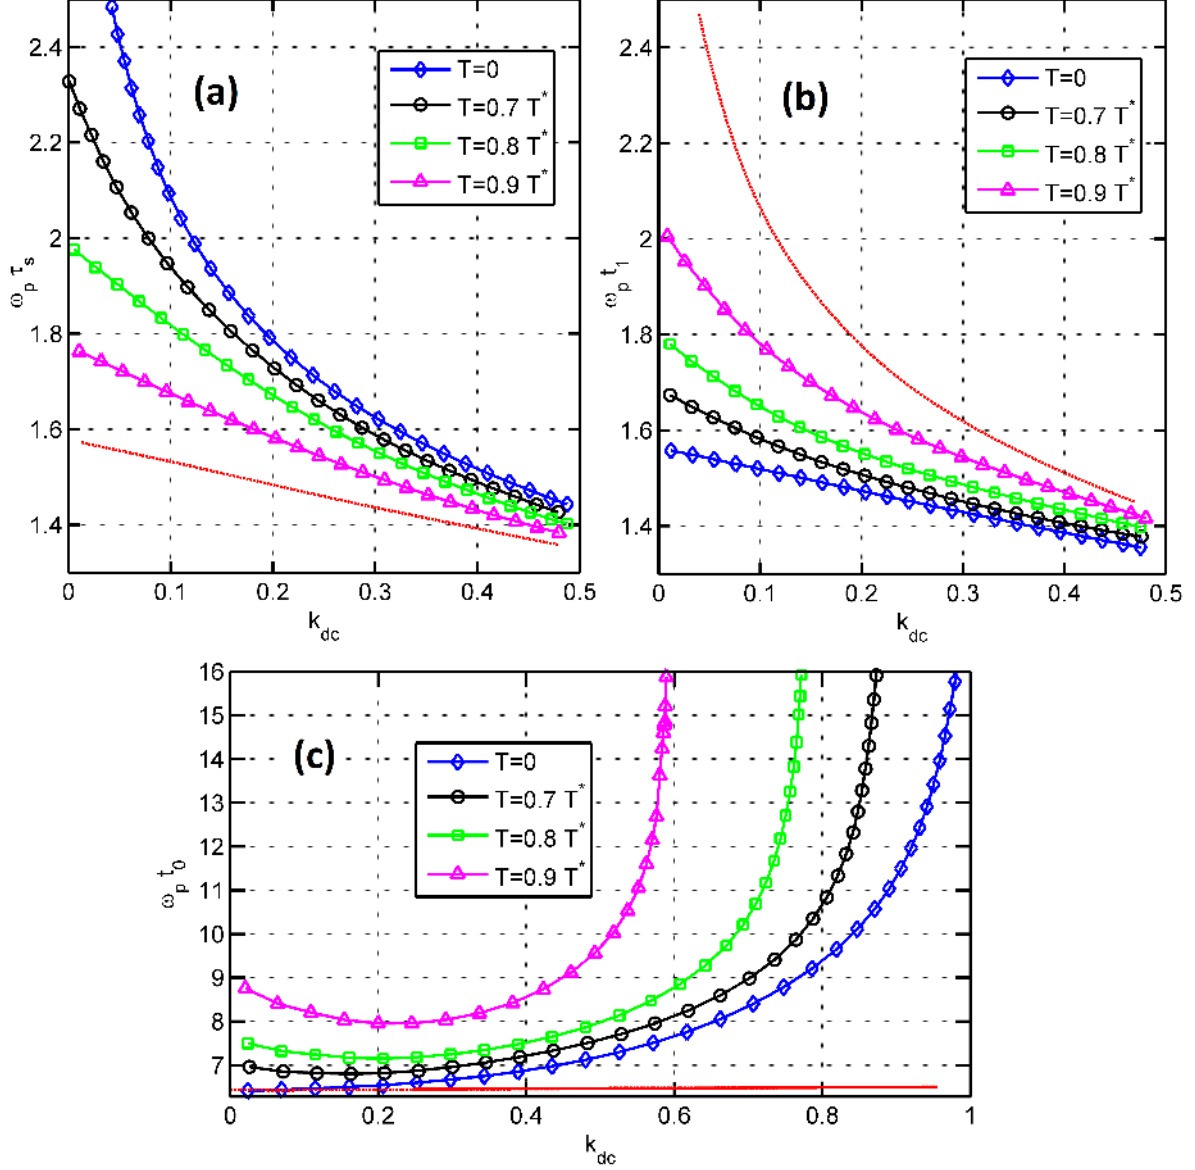 2.4
2.2
2
1.8
1.6
1.4
ωp τs
(a)
T=0
T=0.7 T*
T=0.8 T*
T=0.9 T*
0 0.1 0.2 0.3 0.4 0.5
kdc
2.4
2.2
2
1.8
1.6
1.4
ωp t1
(b)
T=0
T=0.7 T*
T=0.8 T*
T=0.9 T*
0 0.1 0.2 0.3 0.4 0.5
kdc
16
15
14
13
12
11
10
9
8
7
ωp t0
(c)
T=0
T=0.7 T*
T=0.8 T*
T=0.9 T*
0 0.2 0.4 0.6 0.8 1
kdc